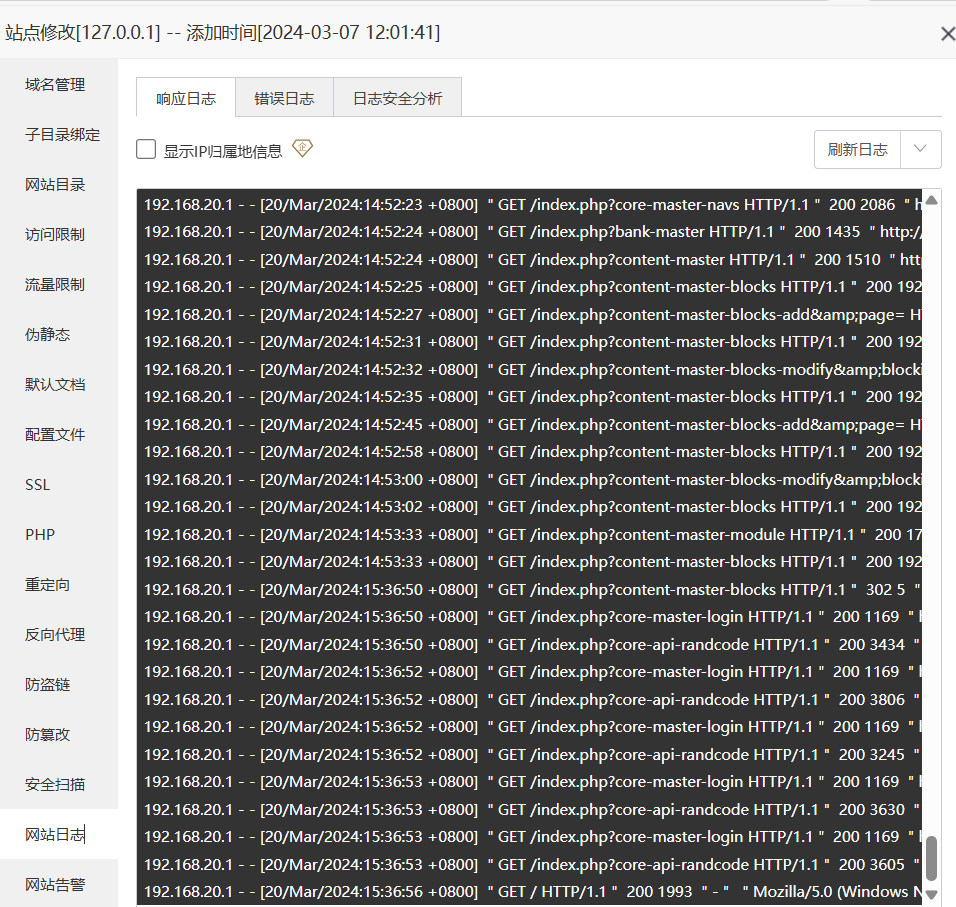 站点修改[127.0.0.1] -- 添加时间[2024-03-07 12:01:41]
域名管理
子目录绑定
网站目录
访问限制
流量限制
伪静态
默认文档
配置文件
SSL
PHP
重定向
反向代理
防盗链
防篡改
安全扫描
网站日志
网站告警
响应日志 错误日志 日志安全分析
显示IP归属地信息 企 刷新日志
192.168.20.1 - - [20/Mar/2024:14:52:23 +0800] " GET /index.php?core-master-navs HTTP/1.1 " 200 2086 " h
192.168.20.1 - - [20/Mar/2024:14:52:24 +0800] " GET /index.php?bank-master HTTP/1.1 " 200 1435 " http:/
192.168.20.1 - - [20/Mar/2024:14:52:24 +0800] " GET /index.php?content-master HTTP/1.1 " 200 1510 " htt
192.168.20.1 - - [20/Mar/2024:14:52:25 +0800] " GET /index.php?content-master-blocks HTTP/1.1 " 200 192
192.168.20.1 - - [20/Mar/2024:14:52:27 +0800] " GET /index.php?content-master-blocks-add&amp;page= H
192.168.20.1 - - [20/Mar/2024:14:52:31 +0800] " GET /index.php?content-master-blocks HTTP/1.1 " 200 192
192.168.20.1 - - [20/Mar/2024:14:52:32 +0800] " GET /index.php?content-master-blocks-modify&amp;blocki
192.168.20.1 - - [20/Mar/2024:14:52:35 +0800] " GET /index.php?content-master-blocks HTTP/1.1 " 200 192
192.168.20.1 - - [20/Mar/2024:14:52:45 +0800] " GET /index.php?content-master-blocks-add&amp;page= H
192.168.20.1 - - [20/Mar/2024:14:52:58 +0800] " GET /index.php?content-master-blocks HTTP/1.1 " 200 192
192.168.20.1 - - [20/Mar/2024:14:53:00 +0800] " GET /index.php?content-master-blocks-modify&amp;blocki
192.168.20.1 - - [20/Mar/2024:14:53:02 +0800] " GET /index.php?content-master-blocks HTTP/1.1 " 200 192
192.168.20.1 - - [20/Mar/2024:14:53:33 +0800] " GET /index.php?content-master-module HTTP/1.1 " 200 17
192.168.20.1 - - [20/Mar/2024:14:53:33 +0800] " GET /index.php?content-master-blocks HTTP/1.1 " 200 192
192.168.20.1 - - [20/Mar/2024:15:36:50 +0800] " GET /index.php?content-master-blocks HTTP/1.1 " 302 5 "
192.168.20.1 - - [20/Mar/2024:15:36:50 +0800] " GET /index.php?core-master-login HTTP/1.1 " 200 1169 " h
192.168.20.1 - - [20/Mar/2024:15:36:50 +0800] " GET /index.php?core-api-randcode HTTP/1.1 " 200 3434 "
192.168.20.1 - - [20/Mar/2024:15:36:52 +0800] " GET /index.php?core-master-login HTTP/1.1 " 200 1169 " h
192.168.20.1 - - [20/Mar/2024:15:36:52 +0800] " GET /index.php?core-api-randcode HTTP/1.1 " 200 3806 "
192.168.20.1 - - [20/Mar/2024:15:36:52 +0800] " GET /index.php?core-master-login HTTP/1.1 " 200 1169 " h
192.168.20.1 - - [20/Mar/2024:15:36:52 +0800] " GET /index.php?core-api-randcode HTTP/1.1 " 200 3245 "
192.168.20.1 - - [20/Mar/2024:15:36:53 +0800] " GET /index.php?core-master-login HTTP/1.1 " 200 1169 " h
192.168.20.1 - - [20/Mar/2024:15:36:53 +0800] " GET /index.php?core-api-randcode HTTP/1.1 " 200 3630 "
192.168.20.1 - - [20/Mar/2024:15:36:53 +0800] " GET /index.php?core-master-login HTTP/1.1 " 200 1169 " h
192.168.20.1 - - [20/Mar/2024:15:36:53 +0800] " GET /index.php?core-api-randcode HTTP/1.1 " 200 3605 "
192.168.20.1 - - [20/Mar/2024:15:36:56 +0800] " GET / HTTP/1.1 " 200 1993 " - " " Mozilla/5.0 (Windows N